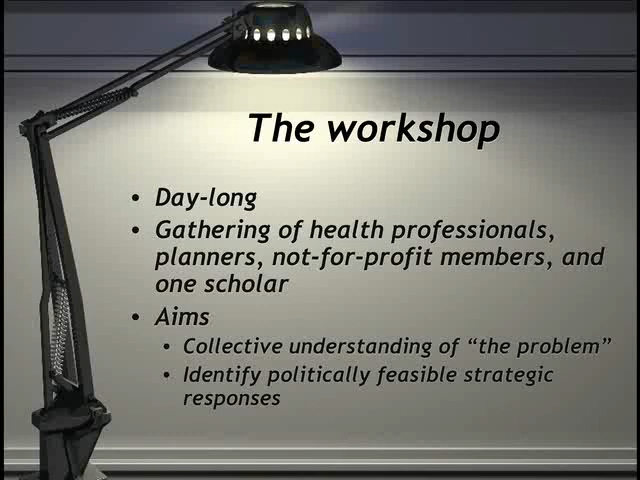 The workshop
• Day-long
• Gathering of health professionals,
planners, not-for-profit members, and
one scholar
• Aims
• Collective understanding of “the problem”
• Identify politically feasible strategic
responses